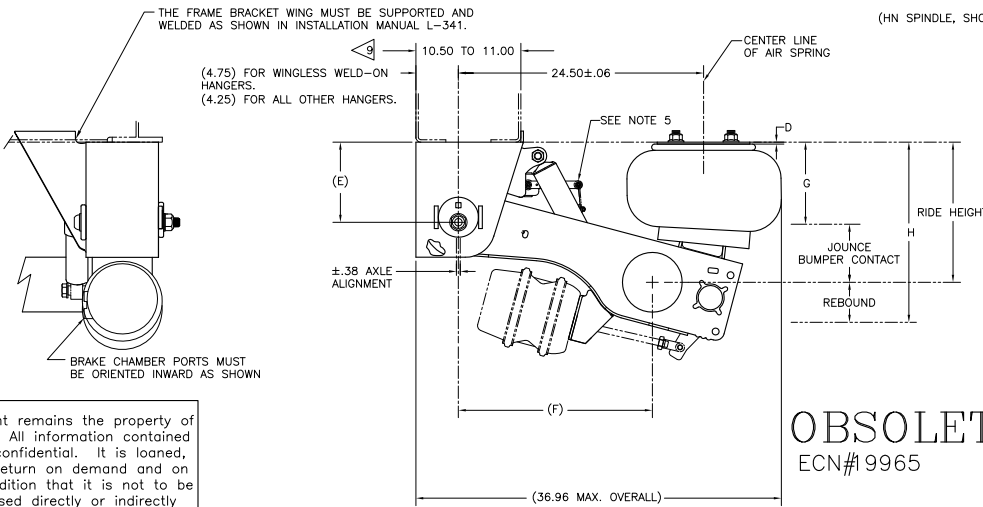 THE FRAME BRACKET WING MUST BE SUPPORTED AND
WELDED AS SHOWN IN INSTALLATION MANUAL L-341.
(HN SPINDLE, SHO
9
10.50 TO 11.00
CENTER LINE
OF AIR SPRING
(4.75) FOR WINGLESS WELD-ON
HANGERS.
(4.25) FOR ALL OTHER HANGERS.
24.50±.06
SEE NOTE 5
D
(E)
G
H
RIDE HEIGHT
JOUNCE
BUMPER CONTACT
REBOUND
±.38 AXLE
ALIGNMENT
BRAKE CHAMBER PORTS MUST
BE ORIENTED INWARD AS SHOWN
(F)
nt remains the property of
All information contained
confidential. It is loaned,
eturn on demand and on
dition that it is not to be
sed directly or indirectly
OBSOLET
ECN#19965
(36.96 MAX. OVERALL)